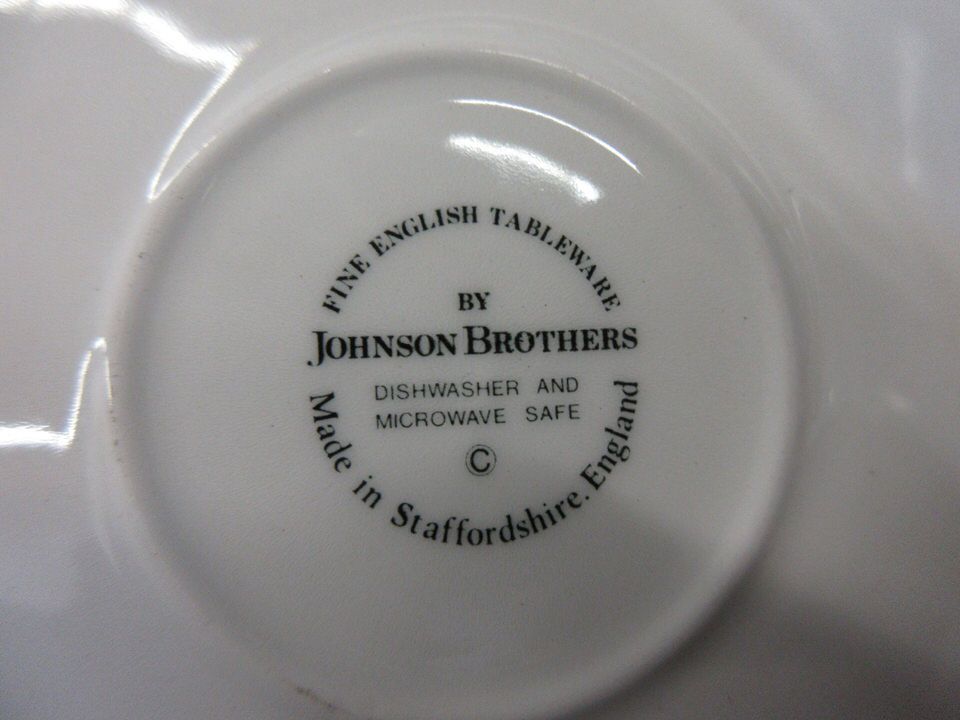 FINE ENGLISH TABLEWARE
BY
JOHNSON BROTHERS
DISHWASHER AND
MICROWAVE SAFE
©
Made in Staffordshire. England